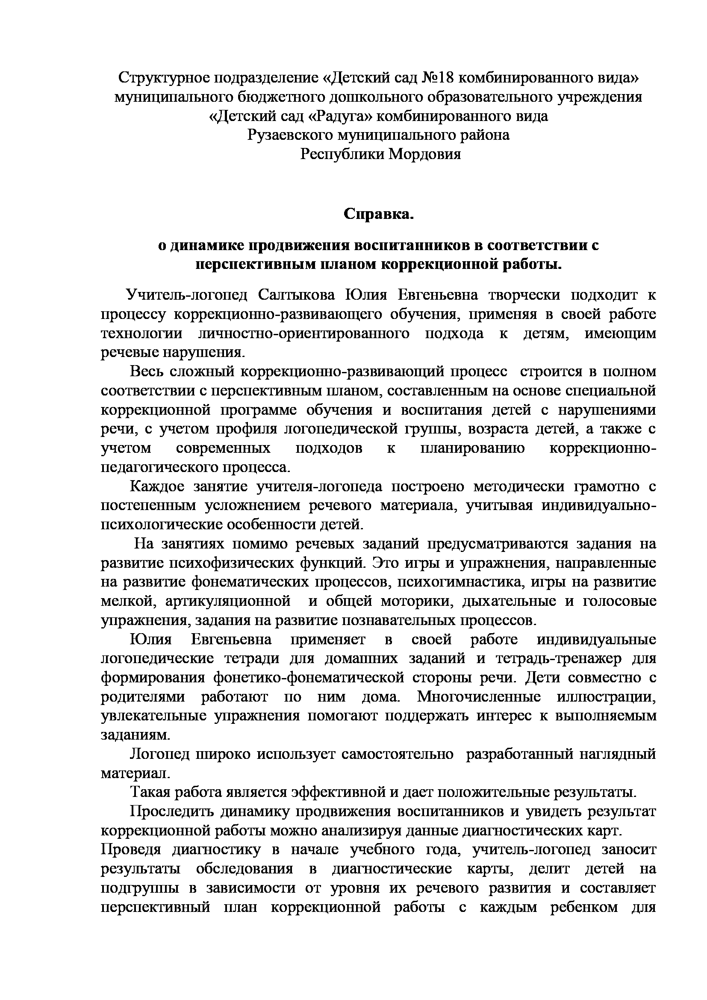 Структурное подразделение «Детский сад №18 комбинированного вида»
муниципального бюджетного дошкольного образовательного учреждения
«Детский сад «Радуга» комбинированного вида
Рузаевского муниципального района
Республики Мордовия
Справка.
о динамике продвижения воспитанников в соответствии с
перспективным планом коррекционной работы.
Учитель-логопед Салтыкова Юлия Евгеньевна творчески подходит к
процессу коррекционно-развивающего обучения, применяя в своей работе
технологии личностно-ориентированного подхода к детям, имеющим
речевые нарушения.
Весь сложный коррекционно-развивающий процесс строится в полном
соответствии с перспективным планом, составленным на основе специальной
коррекционной программе обучения и воспитания детей с нарушениями
речи, с учетом профиля логопедической группы, возраста детей, а также с
учетом современных подходов к планированию коррекционно-
педагогического процесса.
Каждое занятие учителя-логопеда построено методически грамотно с
постепенным усложнением речевого материала, учитывая индивидуально-
психологические особенности детей.
На занятиях помимо речевых заданий предусматриваются задания на
развитие психофизических функций. Это игры и упражнения, направленные
на развитие фонематических процессов, психогимнастика, игры на развитие
мелкой, артикуляционной и общей моторики, дыхательные и голосовые
упражнения, задания на развитие познавательных процессов.
Юлия Евгеньевна применяет в своей работе индивидуальные
логопедические тетради для домашних заданий и тетрадь-тренажер для
формирования фонетико-фонематической стороны речи. Дети совместно с
родителями работают по ним дома. Многочисленные иллюстрации,
увлекательные упражнения помогают поддержать интерес к выполняемым
заданиям.
Логопед широко использует самостоятельно разработанный наглядный
материал.
Такая работа является эффективной и дает положительные результаты.
Проследить динамику продвижения воспитанников и увидеть результат
коррекционной работы можно анализируя данные диагностических карт.
Проведя диагностику в начале учебного года, учитель-логопед заносит
результаты обследования в диагностические карты, делит детей на
подгруппы в зависимости от уровня их речевого развития и составляет
перспективный план коррекционной работы с каждым ребенком для